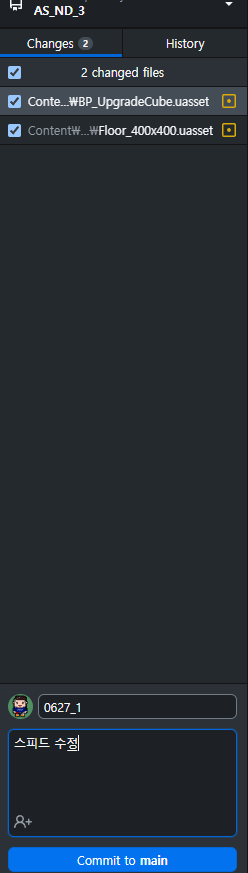 AS_ND_3
Changes 2
History
2 changed files
Conte...₩BP_UpgradeCube.uasset
Content₩...₩Floor_400x400.uasset
0627_1
스피드 수정
Commit to main